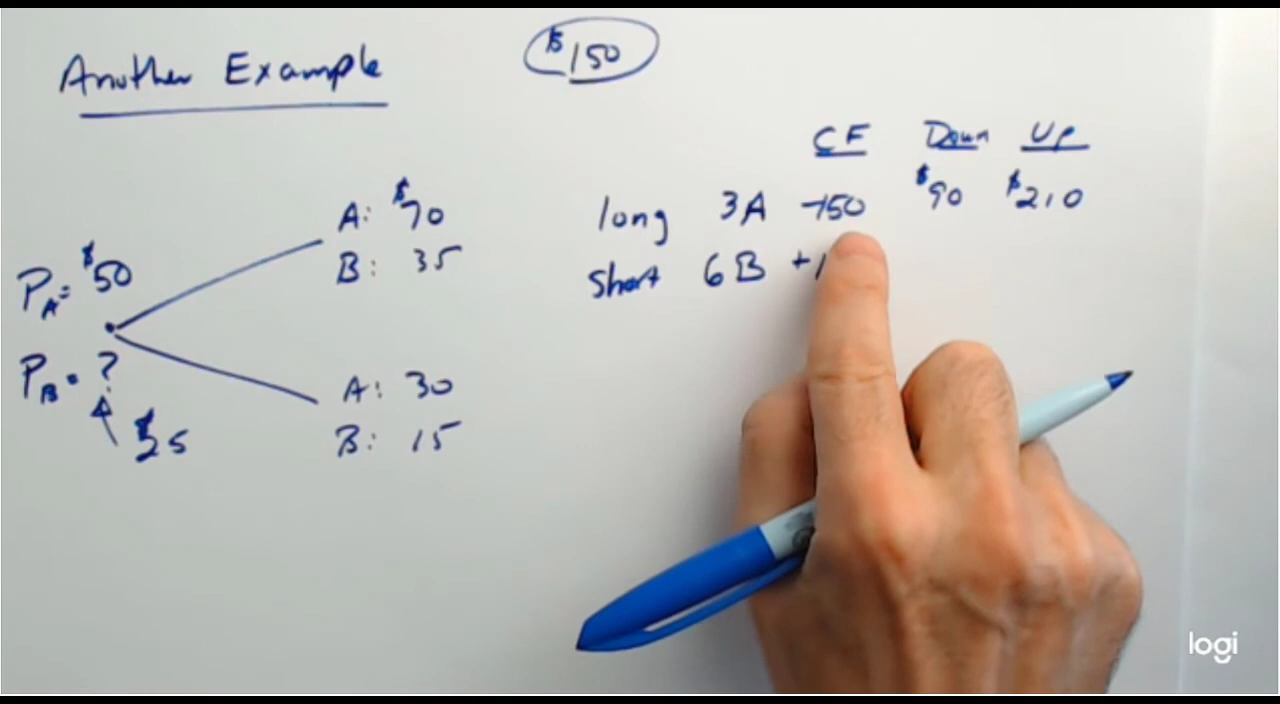 Another Example
$150
CF Down Up
long 3A -150 $90 $210
Short 6B
PA = $50
PB = ?
$25
A: $70
B: 35
A: 30
B: 15
logi